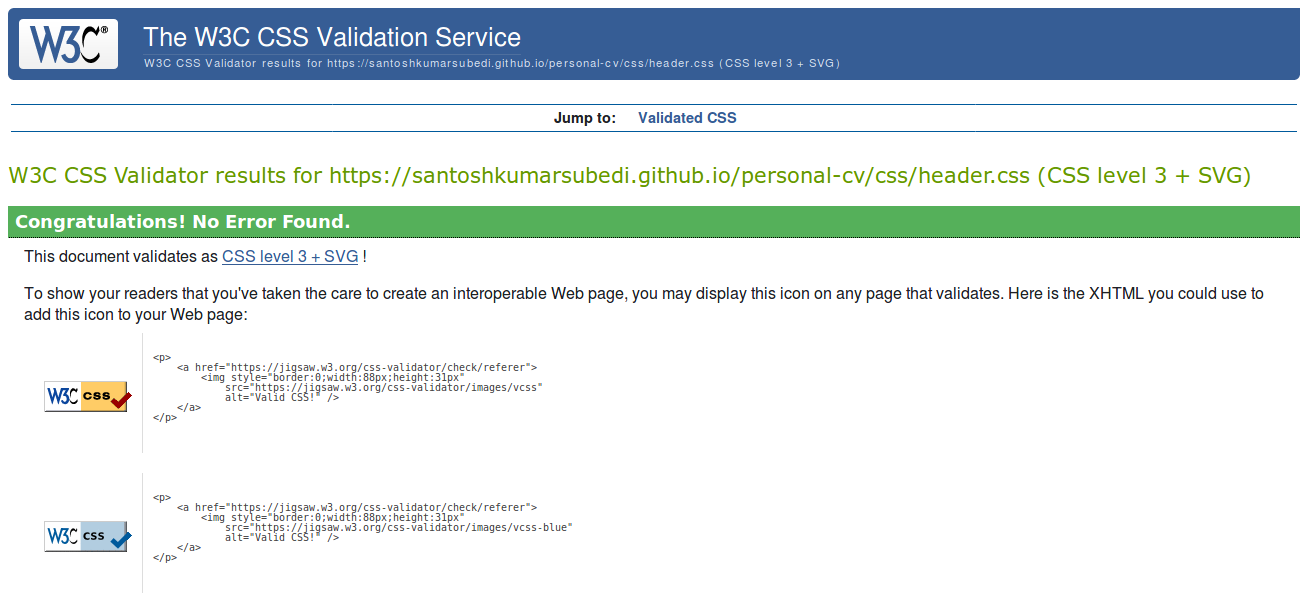 W3C®
The W3C CSS Validation Service
W3C CSS Validator results for https://santoshkumarsubedi.github.io/personal-cv/css/header.css (CSS level 3 + SVG)
Jump to: Validated CSS
W3C CSS Validator results for https://santoshkumarsubedi.github.io/personal-cv/css/header.css (CSS level 3 + SVG)
Congratulations! No Error Found.
This document validates as CSS level 3 + SVG !
To show your readers that you've taken the care to create an interoperable Web page, you may display this icon on any page that validates. Here is the XHTML you could use to
add this icon to your Web page:
<p>
<a href="https://jigsaw.w3.org/css-validator/check/referer">
<img style="border:0;width:88px;height:31px"
src="https://jigsaw.w3.org/css-validator/images/vcss"
alt="Valid CSS!" />
</a>
</p>
W3C css
<p>
<a href="https://jigsaw.w3.org/css-validator/check/referer">
<img style="border:0;width:88px;height:31px"
src="https://jigsaw.w3.org/css-validator/images/vcss-blue"
alt="Valid CSS!" />
</a>
</p>
W3C css